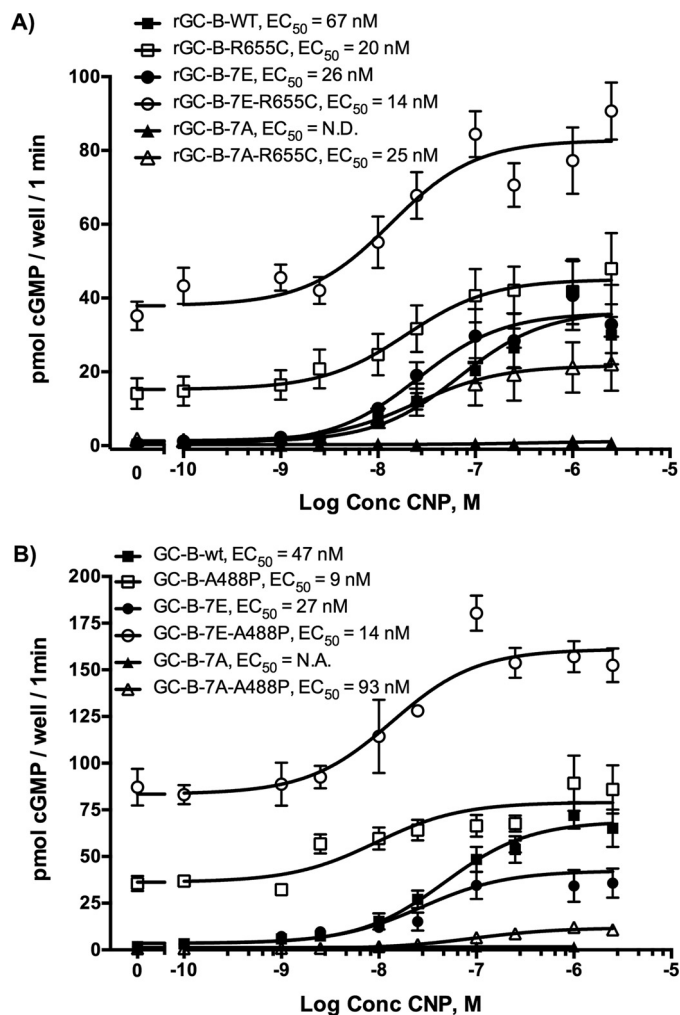 A)
rGC-B-WT, EC50 = 67 nM
rGC-B-R655C, EC50 = 20 nM
rGC-B-7E, EC50 = 26 nM
rGC-B-7E-R655C, EC50 = 14 nM
rGC-B-7A, EC50 = N.D.
rGC-B-7A-R655C, EC50 = 25 nM
100
80
60
40
20
0
pmol cGMP / well / 1 min
0 -10 -9 -8 -7 -6 -5
Log Conc CNP, M
B)
GC-B-wt, EC50 = 47 nM
GC-B-A488P, EC50 = 9 nM
GC-B-7E, EC50 = 27 nM
GC-B-7E-A488P, EC50 = 14 nM
GC-B-7A, EC50 = N.A.
GC-B-7A-A488P, EC50 = 93 nM
200
175
150
125
100
75
50
25
0
pmol cGMP / well / 1min
0 -10 -9 -8 -7 -6 -5
Log Conc CNP, M